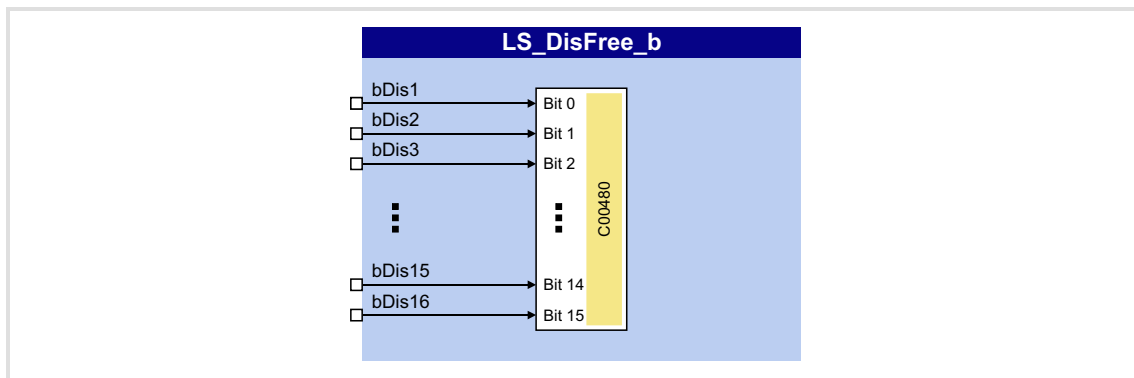 LS_DisFree_b
bDis1
Bit 0
bDis2
Bit 1
bDis3
Bit 2
C00480
bDis15
Bit 14
bDis16
Bit 15